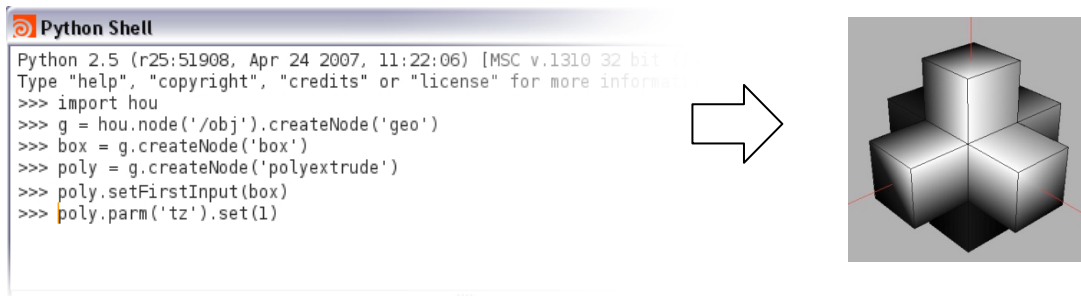 Python Shell
Python 2.5 (r25:51908, Apr 24 2007, 11:22:06) [MSC v.1310 32 bit
Type "help", "copyright", "credits" or "license" for more informat
>>> import hou
>>> g = hou.node('/obj').createNode('geo')
>>> box = g.createNode('box')
>>> poly = g.createNode('polyextrude')
>>> poly.setFirstInput(box)
>>> poly.parm('tz').set(1)